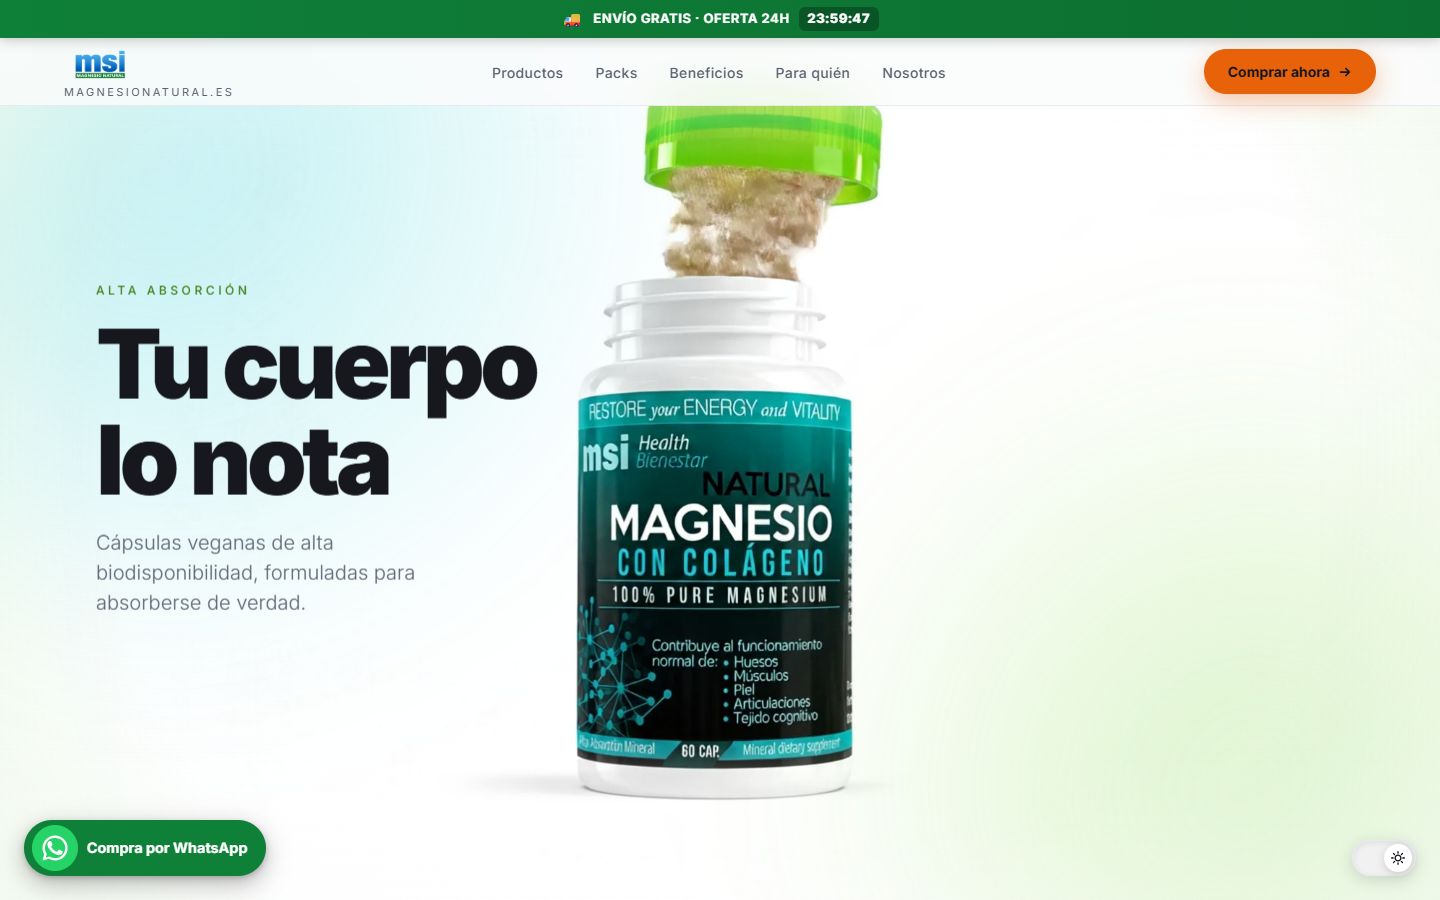 ENVÍO GRATIS · OFERTA 24H 23:59:47
msi
MAGNESIO NATURAL
MAGNESIONATURAL.ES
Productos
Packs
Beneficios
Para quién
Nosotros
Comprar ahora →
ALTA ABSORCIÓN
Tu cuerpo
lo nota
Cápsulas veganas de alta
biodisponibilidad, formuladas para
absorberse de verdad.
RESTORE your ENERGY and VITALITY
msi Health
Bienestar
NATURAL
MAGNESIO
CON COLÁGENO
100% PURE MAGNESIUM
Contribuye al funcionamiento
normal de: • Huesos
• Músculos
• Piel
• Articulaciones
• Tejido cognitivo
Mineral 60 CAP. Mineral dietary supplement
Compra por WhatsApp